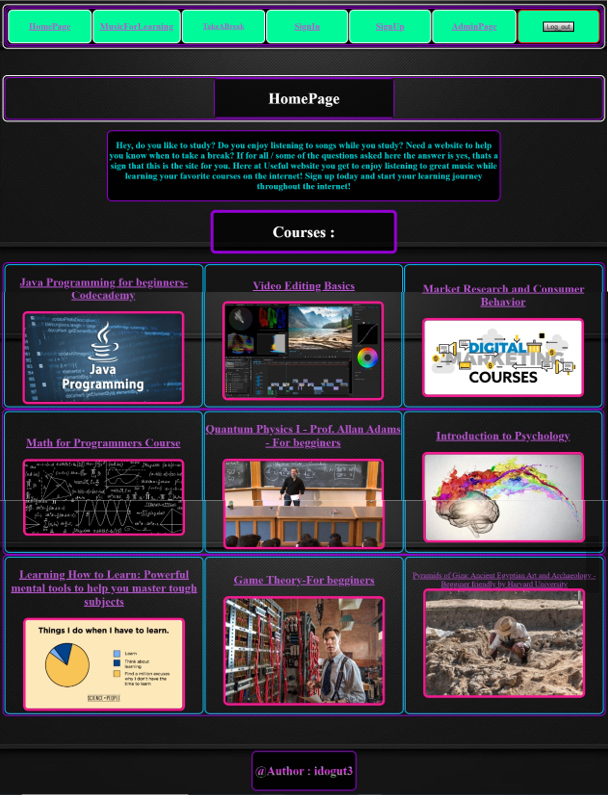 HomePage
MusicForLearning
TakeABreak
SignIn
SignUp
AdminPage
Log_out
HomePage
Hey, do you like to study? Do you enjoy listening to songs while you study? Need a website to help
you know when to take a break? If for all / some of the questions asked here the answer is yes, thats a
sign that this is the site for you. Here at Useful website you get to enjoy listening to great music while
learning your favorite courses on the internet! Sign up today and start your learning journey
throughout the internet!
Courses :
Java Programming for beginners-
Codecademy
Java
Programming
Video Editing Basics
Market Research and Consumer
Behavior
DIGITAL
MARKETING
COURSES
Math for Programmers Course
Quantum Physics I - Prof. Allan Adams
- For begginers
Introduction to Psychology
Learning How to Learn: Powerful
mental tools to help you master tough
subjects
Things I do when I have to learn.
Learn
Think about
learning
Find a million excuses
why I don't have the
time to learn
Game Theory-For begginers
Pyramids of Giza: Ancient Egyptian Art and Archaeology -
Begginer friendly by Harvard University
@Author : idogut3